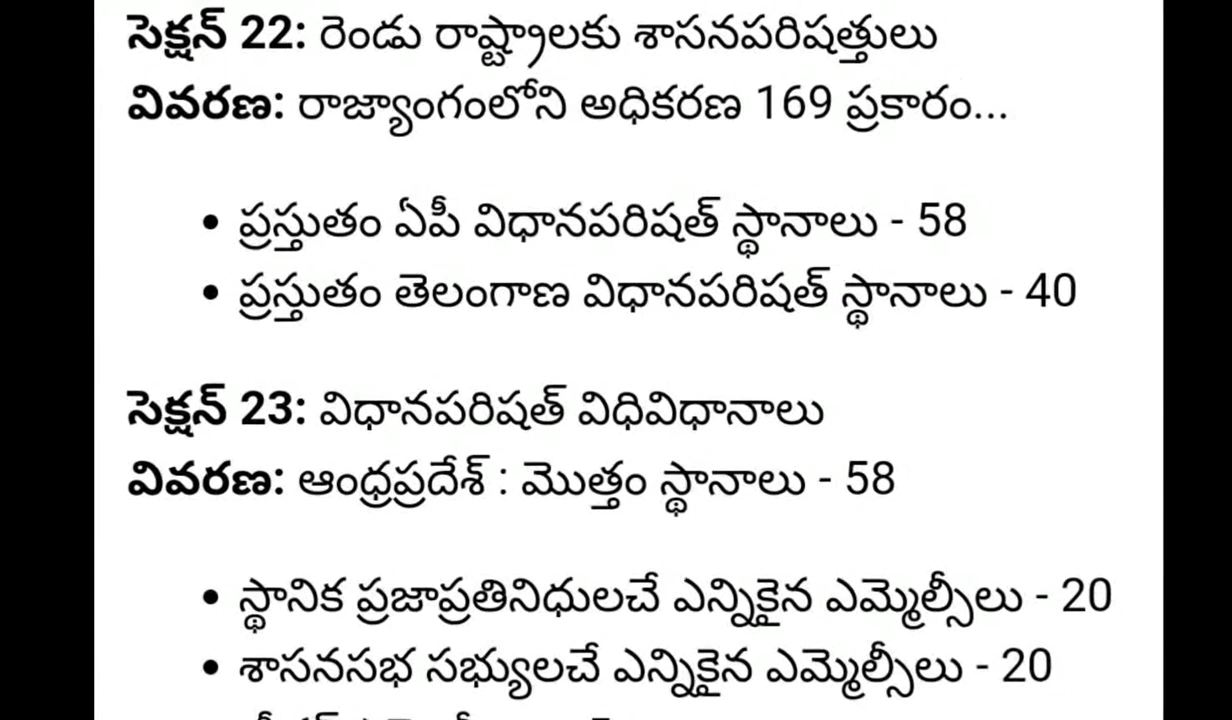 సెక్షన్ 22: రెండు రాష్ట్రాలకు శాసనపరిషత్తులు
వివరణ: రాజ్యాంగంలోని అధికరణ 169 ప్రకారం...
• ప్రస్తుతం ఏపీ విధానపరిషత్ స్థానాలు - 58
• ప్రస్తుతం తెలంగాణ విధానపరిషత్ స్థానాలు - 40
సెక్షన్ 23: విధానపరిషత్ విధివిధానాలు
వివరణ: ఆంధ్రప్రదేశ్ : మొత్తం స్థానాలు - 58
• స్థానిక ప్రజాప్రతినిధులచే ఎన్నికైన ఎమ్మెల్సీలు - 20
• శాసనసభ సభ్యులచే ఎన్నికైన ఎమ్మెల్సీలు - 20